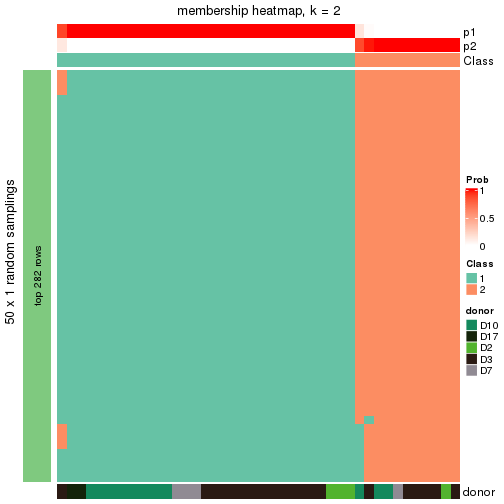 membership heatmap, k = 2
p1
p2
Class
50 x 1 random samplings
top 282 rows
Prob
1
0.5
0
Class
1
2
donor
D10
D17
D2
D3
D7
donor